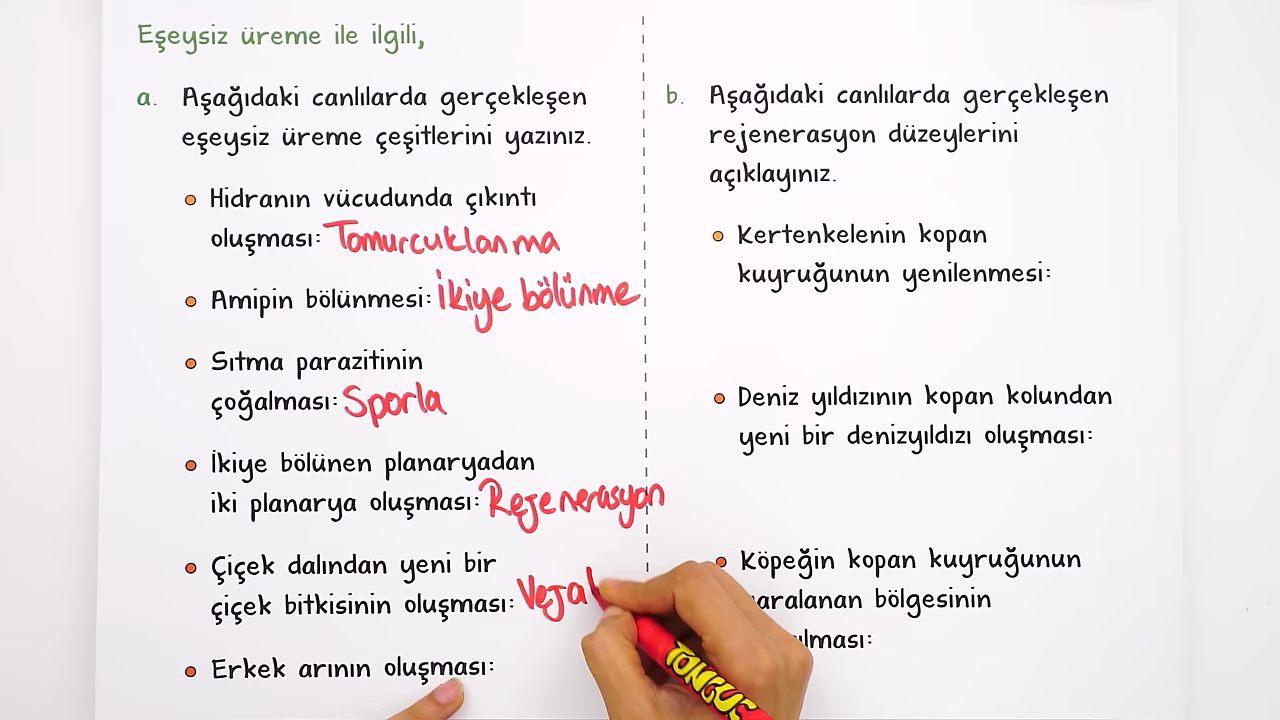 Eşeysiz üreme ile ilgili,
a. Aşağıdaki canlılarda gerçekleşen
eşeysiz üreme çeşitlerini yazınız.
Hidranın vücudunda çıkıntı
oluşması: Tomurcuklanma
Amipin bölünmesi: İkiye bölünme
Sıtma parazitinin
çoğalması: Sporla
İkiye bölünen planaryadan
iki planarya oluşması: Rejenerasyon
Çiçek dalından yeni bir
çiçek bitkisinin oluşması:
Erkek arının oluşması:
b. Aşağıdaki canlılarda gerçekleşen
rejenerasyon düzeylerini
açıklayınız.
Kertenkelenin kopan
kuyruğunun yenilenmesi:
Deniz yıldızının kopan kolundan
yeni bir denizyıldızı oluşması:
Köpeğin kopan kuyruğunun
bölgesinin
TONGUÇ